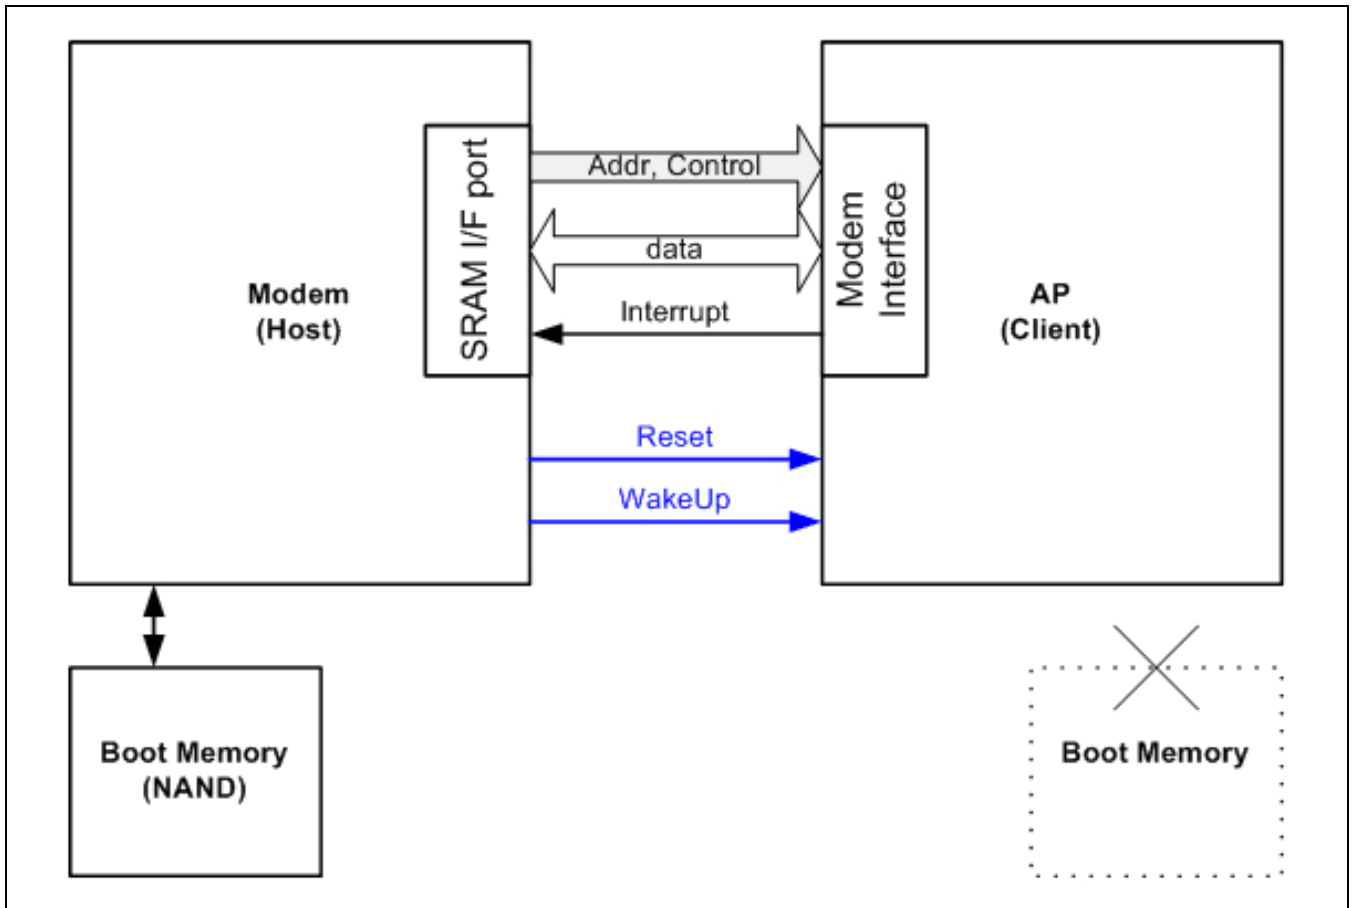 Addr, Control
SRAM I/F port
data
Modem
Interface
Modem
(Host)
AP
(Client)
Interrupt
Reset
WakeUp
Boot Memory
(NAND)
Boot Memory